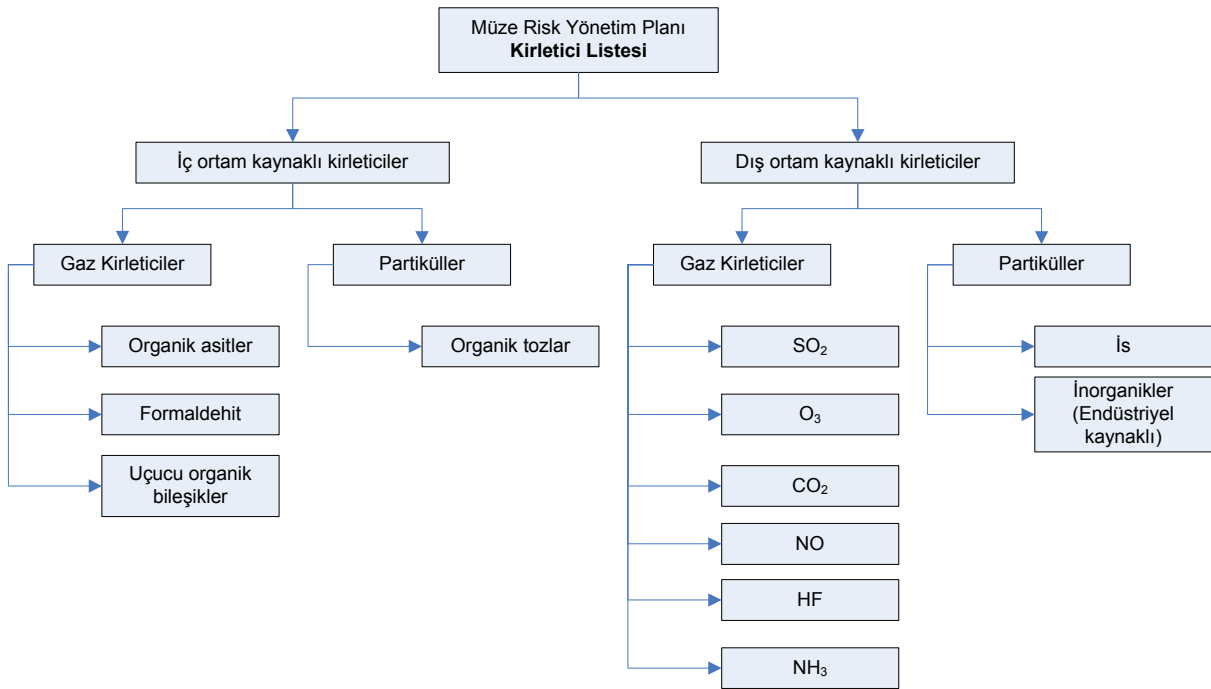 Müze Risk Yönetim Planı
Kirletici Listesi
İç ortam kaynaklı kirleticiler
Dış ortam kaynaklı kirleticiler
Gaz Kirleticiler
Partiküller
Gaz Kirleticiler
Partiküller
Organik asitler
Organik tozlar
SO₂
İs
Formaldehit
O₃
İnorganikler
(Endüstriyel
kaynaklı)
Uçucu organik
bileşikler
CO₂
NO
HF
NH₃